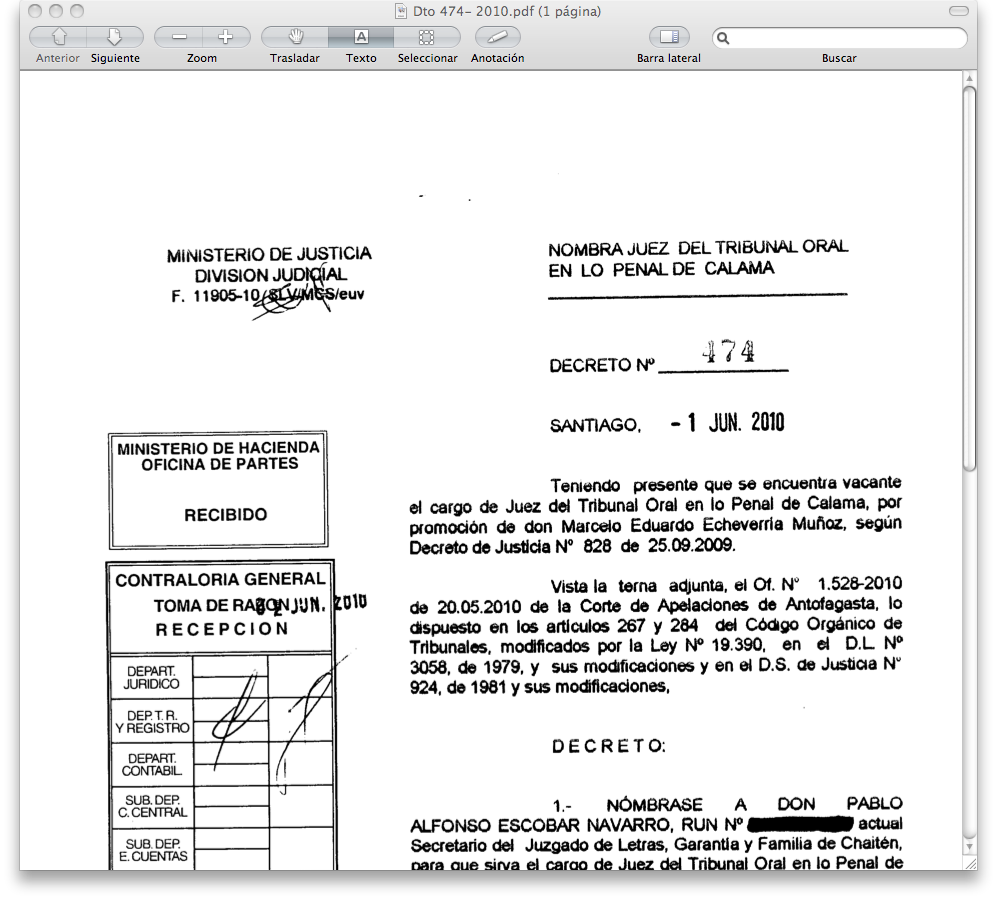 Dto 474– 2010.pdf (1 página)
Anterior Siguiente Zoom Trasladar Texto Seleccionar Anotación Barra lateral Buscar
MINISTERIO DE JUSTICIA
DIVISION JUDICIAL
F. 11905-10/SLV/MCS/euv
NOMBRA JUEZ DEL TRIBUNAL ORAL
EN LO PENAL DE CALAMA
DECRETO Nº 474
SANTIAGO, - 1 JUN. 2010
MINISTERIO DE HACIENDA
OFICINA DE PARTES
RECIBIDO
CONTRALORIA GENERAL
TOMA DE RAZON
JUN. 2010
RECEPCION
DEPART.
JURIDICO
DEP. T. R.
Y REGISTRO
DEPART.
CONTABIL.
SUB. DEP.
C. CENTRAL
SUB. DEP.
E. CUENTAS
Teniendo presente que se encuentra vacante
el cargo de Juez del Tribunal Oral en lo Penal de Calama, por
promoción de don Marcelo Eduardo Echeverría Muñoz, según
Decreto de Justicia Nº 828 de 25.09.2009.
Vista la terna adjunta, el Of. Nº 1.528-2010
de 20.05.2010 de la Corte de Apelaciones de Antofagasta, lo
dispuesto en los artículos 267 y 284 del Código Orgánico de
Tribunales, modificados por la Ley Nº 19.390, en el D.L. Nº
3058, de 1979, y sus modificaciones y en el D.S. de Justicia Nº
924, de 1981 y sus modificaciones,
DECRETO:
1.- NÓMBRASE A DON PABLO
ALFONSO ESCOBAR NAVARRO, RUN Nº actual
Secretario del Juzgado de Letras, Garantía y Familia de Chaitén,
para que sirva el cargo de Juez del Tribunal Oral en lo Penal de